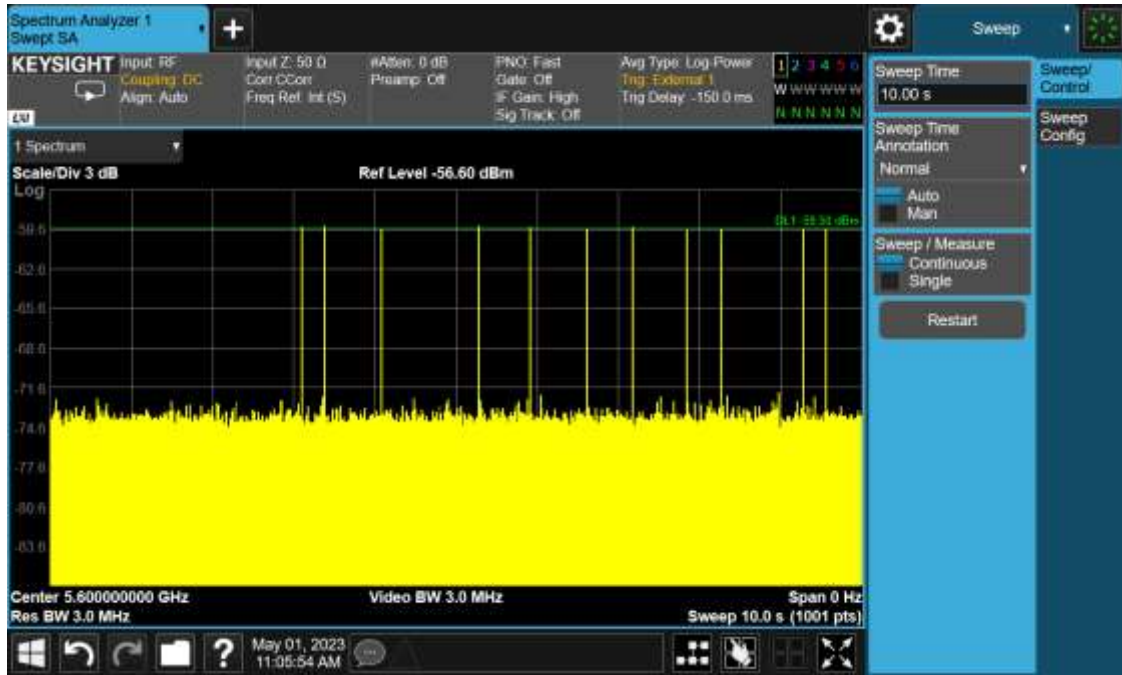 Spectrum Analyzer 1
Swept SA
+
Sweep
KEYSIGHT
Input: RF
Coupling: DC
Align: Auto
Input Z: 50 Ω
Corr CCorr
Freq Ref: Int (S)
#Atten: 0 dB
Preamp: Off
PNO: Fast
Gate: Off
IF Gain: High
Sig Track: Off
Avg Type: Log-Power
Trig: External 1
Trig Delay: -150.0 ms
1 2 3 4 5 6
W W W W W W
N N N N N N
1 Spectrum
Scale/Div 3 dB
Ref Level -56.60 dBm
Log
-59.6
-62.6
-65.6
-68.6
-71.6
-74.6
-77.6
-80.6
-83.6
Center 5.600000000 GHz
Video BW 3.0 MHz
Span 0 Hz
Res BW 3.0 MHz
Sweep 10.0 s (1001 pts)
May 01, 2023
11:05:54 AM
?
Sweep Time
10.00 s
Sweep Time
Annotation
Normal
Auto
Man
Sweep / Measure
Continuous
Single
Restart
Sweep/
Control
Sweep
Config